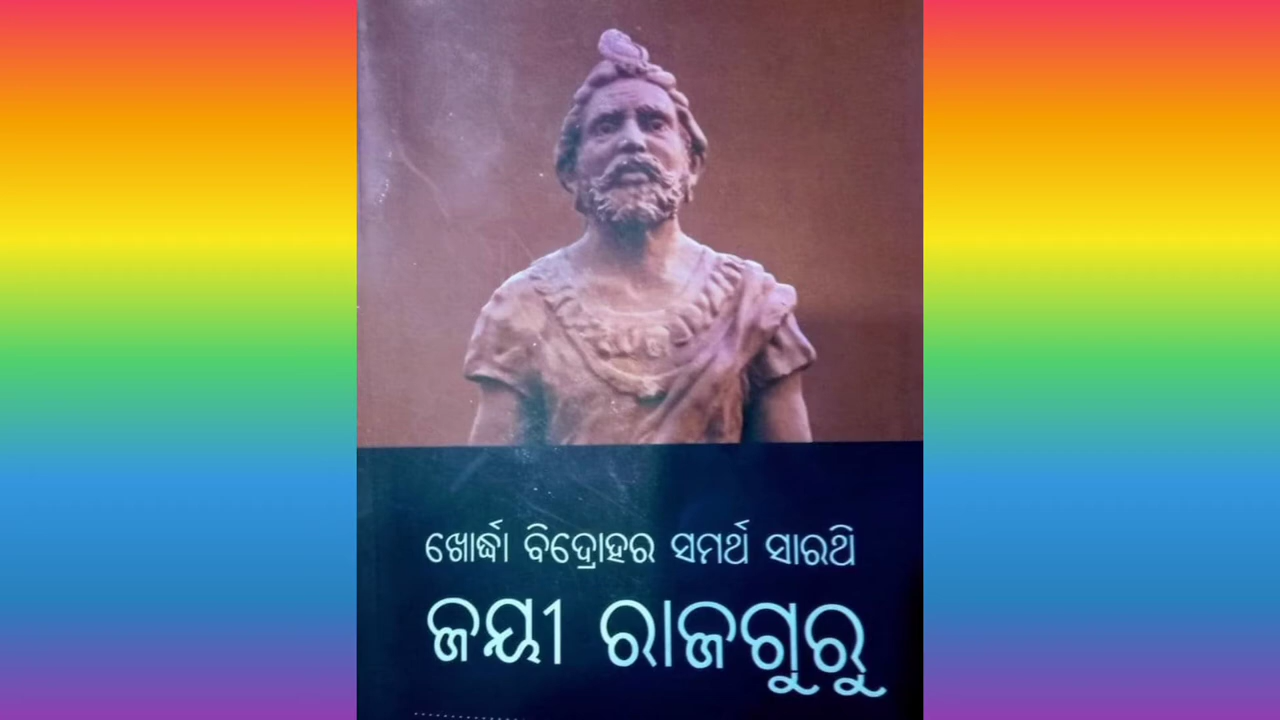 ଖୋର୍ଦ୍ଧା ବିଦ୍ରୋହର ସମର୍ଥ ସାରଥି
ଜୟୀ ରାଜଗୁରୁ